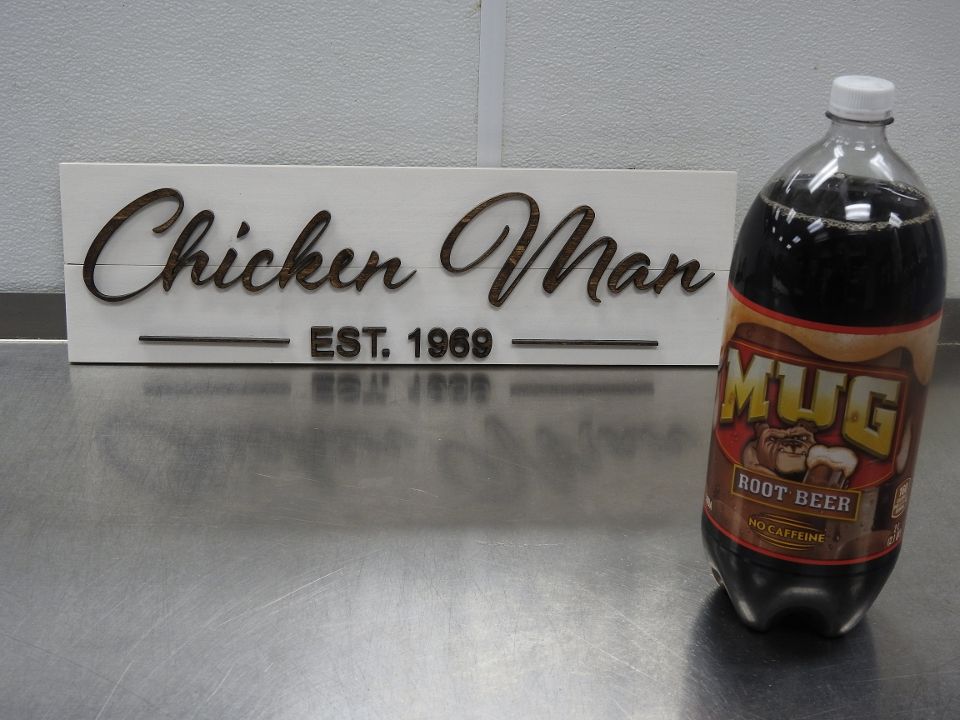 Chicken Man
EST. 1969
MUG
ROOT BEER
NO CAFFEINE